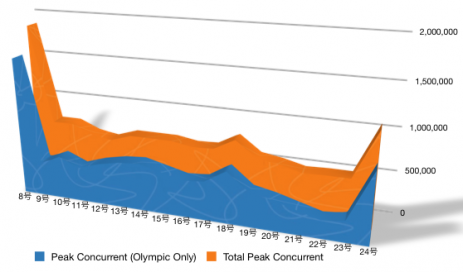 2,000,000
1,500,000
1,000,000
500,000
0
8号 9号 10号 11号 12号 13号 14号 15号 16号 17号 18号 19号 20号 21号 22号 23号 24号
Peak Concurrent (Olympic Only) Total Peak Concurrent